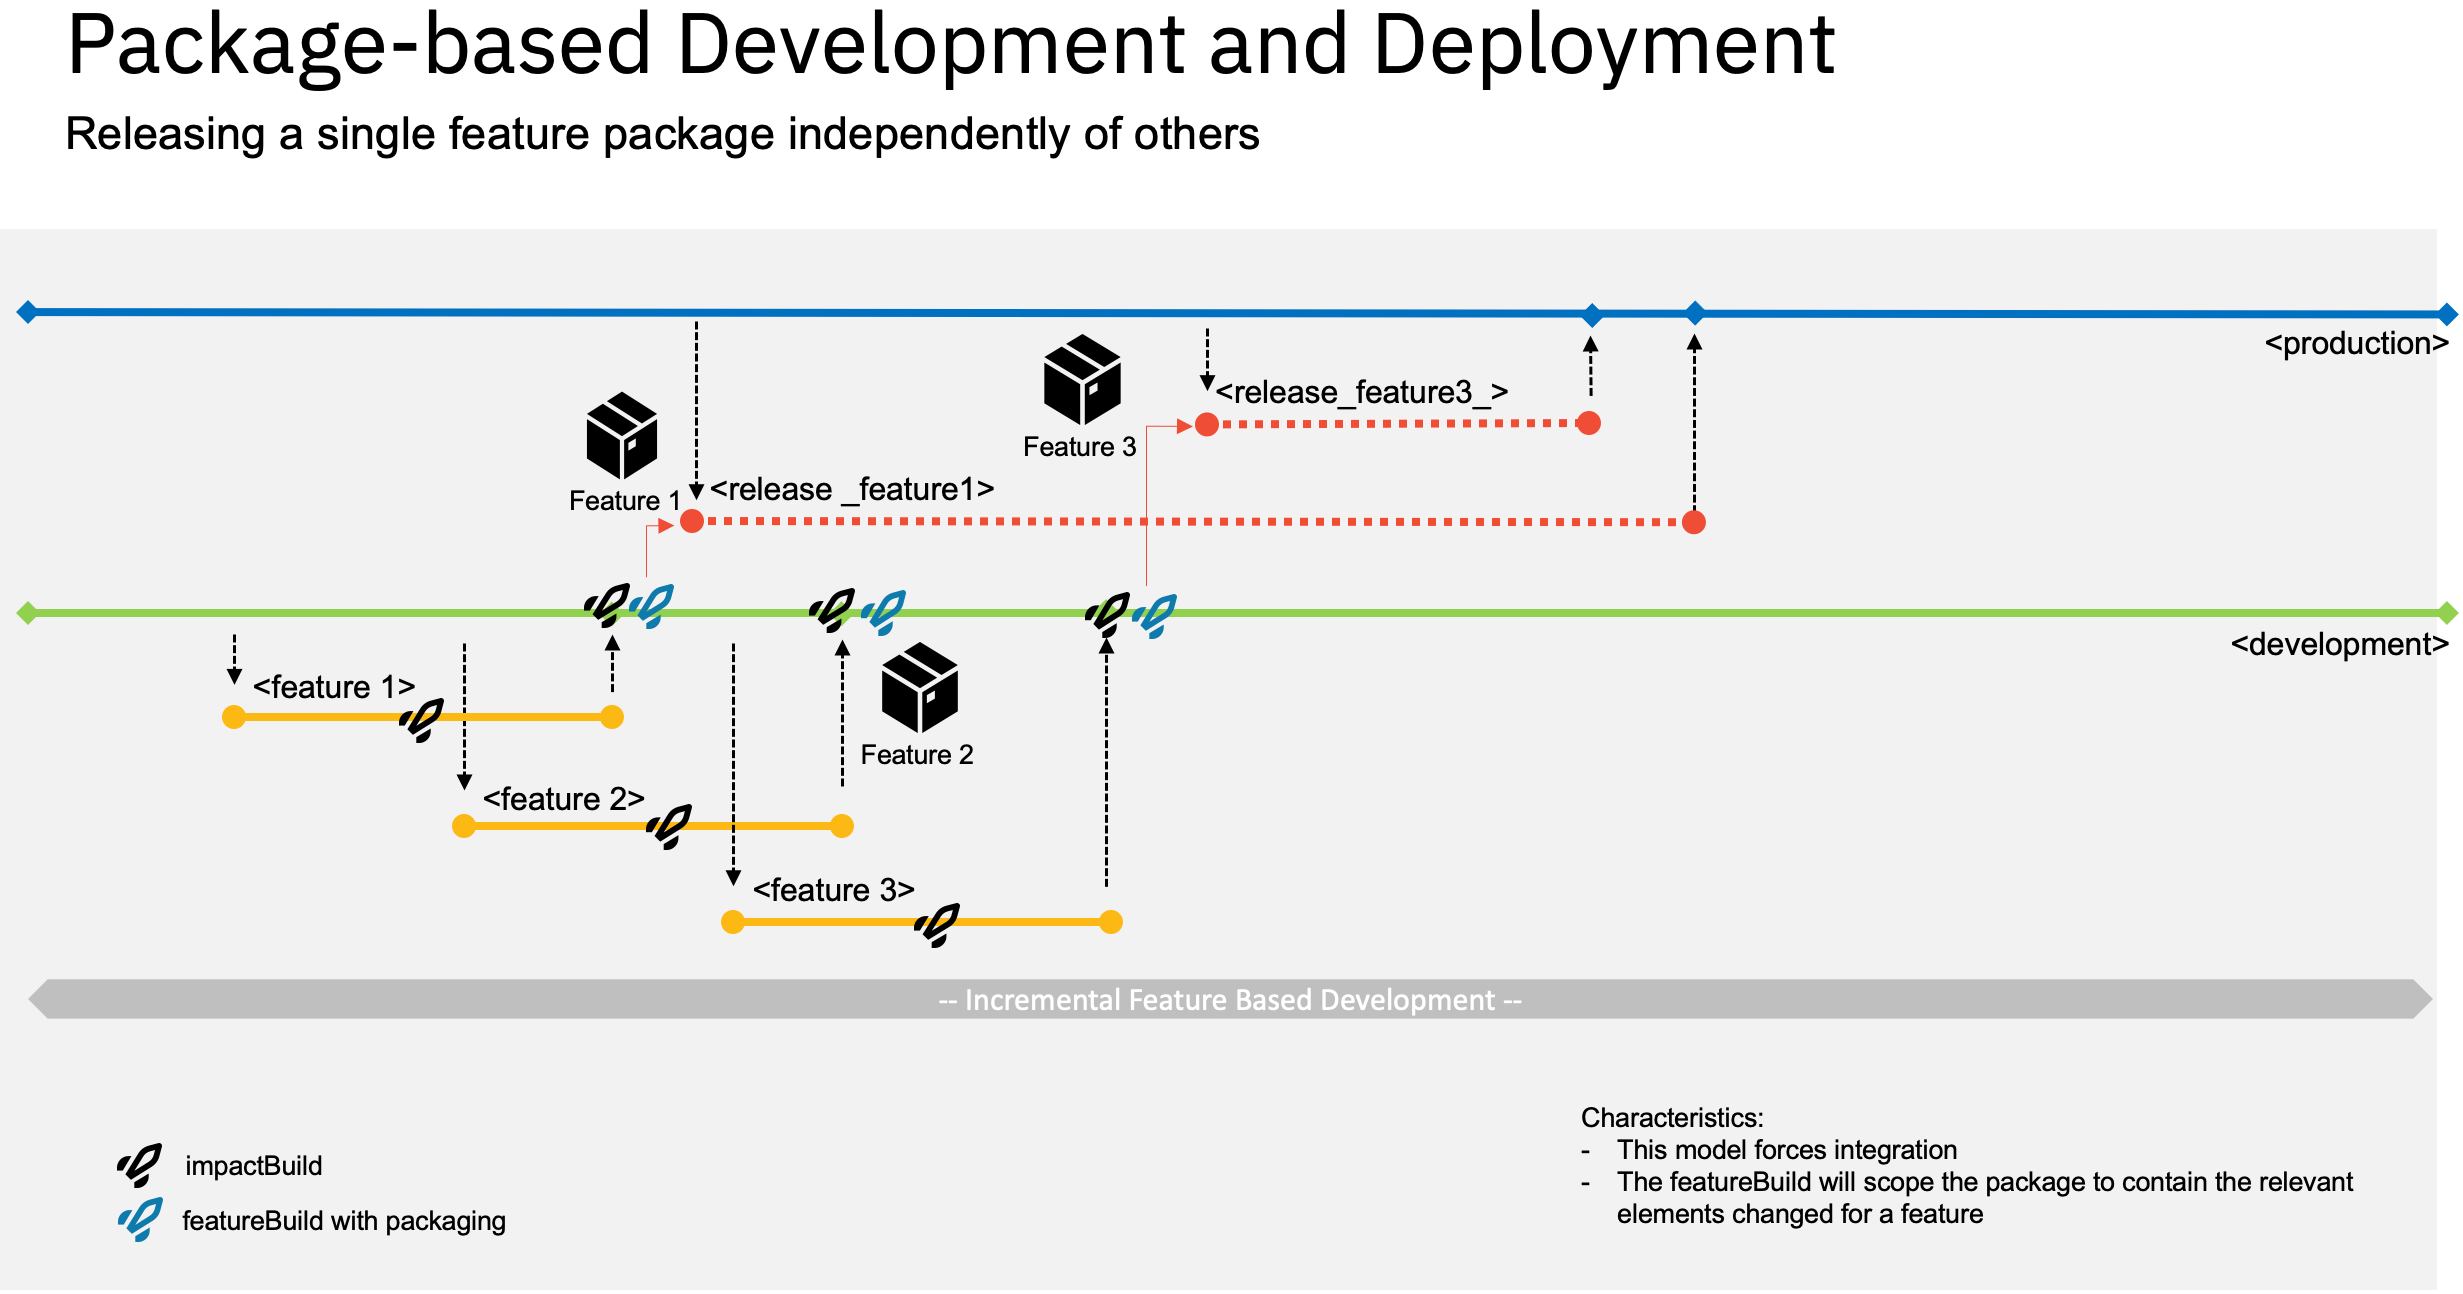 Package-based Development and Deployment
Releasing a single feature package independently of others
<production>
<release_feature3_>
Feature 3
<release _feature1>
Feature 1
<development>
<feature 1>
Feature 2
<feature 2>
<feature 3>
-- Incremental Feature Based Development --
impactBuild
featureBuild with packaging
Characteristics:
- This model forces integration
- The featureBuild will scope the package to contain the relevant
elements changed for a feature